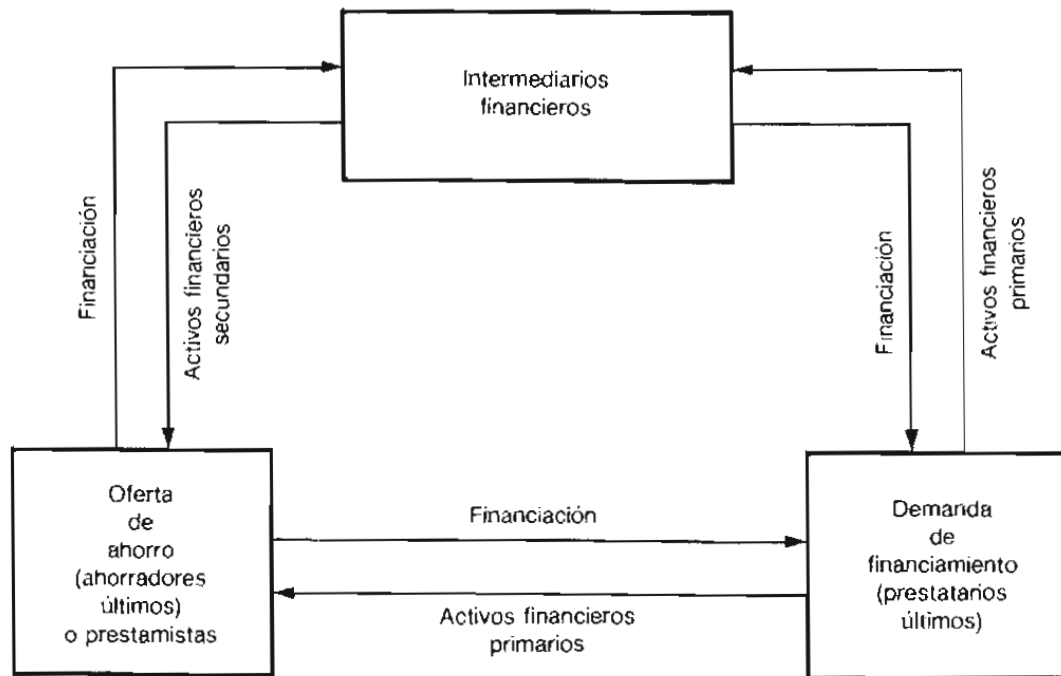 Intermediarios
financieros
Financiación
Activos financieros
secundarios
Financiación
Activos financieros
primarios
Oferta
de
ahorro
(ahorradores
últimos)
o prestamistas
Financiación
Activos financieros
primarios
Demanda
de
financiamiento
(prestatarios
últimos)